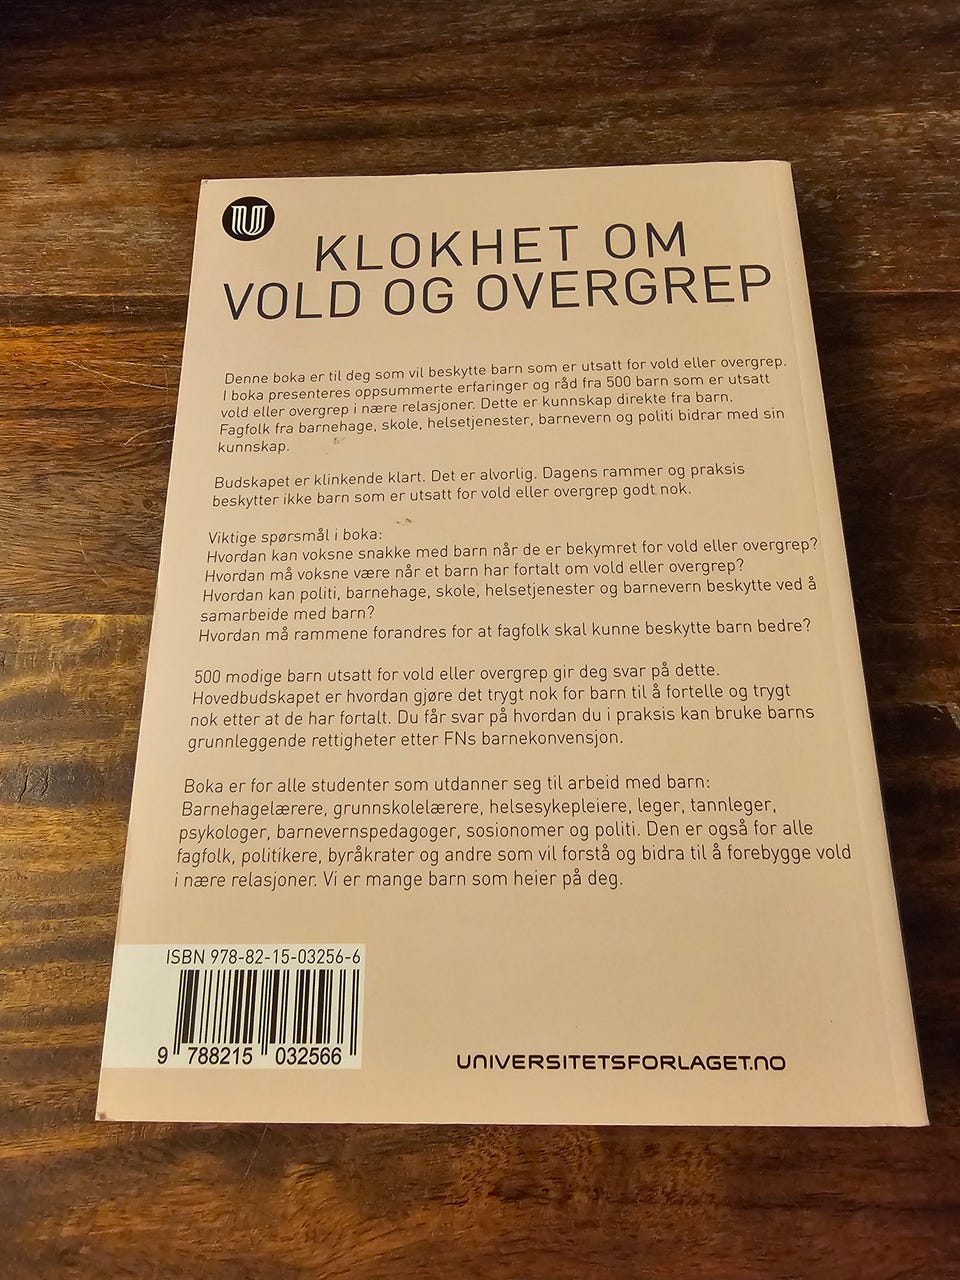 U
KLOKHET OM
VOLD OG OVERGREP
Denne boka er til deg som vil beskytte barn som er utsatt for vold eller overgrep.
I boka presenteres oppsummerte erfaringer og råd fra 500 barn som er utsatt
vold eller overgrep i nære relasjoner. Dette er kunnskap direkte fra barn.
Fagfolk fra barnehage, skole, helsetjenester, barnevern og politi bidrar med sin
kunnskap.
Budskapet er klinkende klart. Det er alvorlig. Dagens rammer og praksis
beskytter ikke barn som er utsatt for vold eller overgrep godt nok.
Viktige spørsmål i boka:
Hvordan kan voksne snakke med barn når de er bekymret for vold eller overgrep?
Hvordan må voksne være når et barn har fortalt om vold eller overgrep?
Hvordan kan politi, barnehage, skole, helsetjenester og barnevern beskytte ved å
samarbeide med barn?
Hvordan må rammene forandres for at fagfolk skal kunne beskytte barn bedre?
500 modige barn utsatt for vold eller overgrep gir deg svar på dette.
Hovedbudskapet er hvordan gjøre det trygt nok for barn til å fortelle og trygt
nok etter at de har fortalt. Du får svar på hvordan du i praksis kan bruke barns
grunnleggende rettigheter etter FNs barnekonvensjon.
Boka er for alle studenter som utdanner seg til arbeid med barn:
Barnehagelærere, grunnskolelærere, helsesykepleiere, leger, tannleger,
psykologer, barnevernspedagoger, sosionomer og politi. Den er også for alle
fagfolk, politikere, byråkrater og andre som vil forstå og bidra til å forebygge vold
i nære relasjoner. Vi er mange barn som heier på deg.
ISBN 978-82-15-03256-6
9 788215 032566
UNIVERSITETSFORLAGET.NO